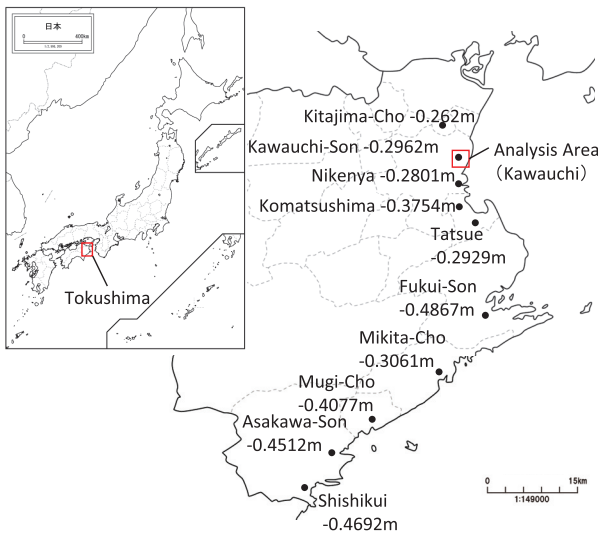 日本
0 400km
Tokushima
Kitajima-Cho -0.262m
Kawauchi-Son -0.2962m
Analysis Area
(Kawauchi)
Nikenya -0.2801m
Komatsushima -0.3754m
Tatsue
-0.2929m
Fukui-Son
-0.4867m
Mikita-Cho
-0.3061m
Mugi-Cho
-0.4077m
Asakawa-Son
-0.4512m
Shishikui
-0.4692m
0 15km
1:149000